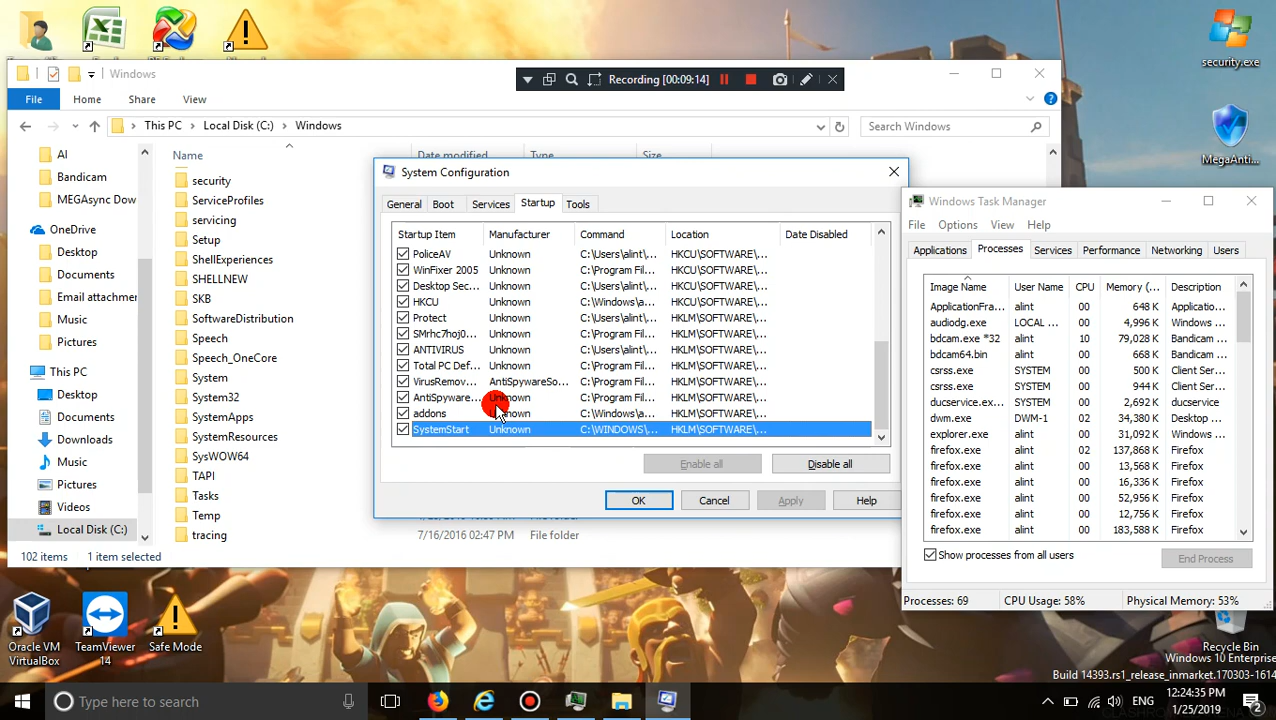 security.exe
Windows
Recording [00:09:14]
File
Home
Share
View
This PC
Local Disk (C:)
Windows
Search Windows
AI
Bandicam
MEGAsync Dow
OneDrive
Desktop
Documents
Email attachmer
Music
Pictures
This PC
Desktop
Documents
Downloads
Music
Pictures
Videos
Local Disk (C:)
Name
Date modified
Type
Size
security
ServiceProfiles
servicing
Setup
ShellExperiences
SHELLNEW
SKB
SoftwareDistribution
Speech
Speech_OneCore
System
System32
SystemApps
SystemResources
SysWOW64
TAPI
Tasks
Temp
tracing
7/16/2016 02:47 PM
File folder
102 items
1 item selected
System Configuration
General
Boot
Services
Startup
Tools
Startup Item
Manufacturer
Command
Location
Date Disabled
PoliceAV Unknown C:\Users\alint\... HKCU\SOFTWARE\...
WinFixer 2005 Unknown C:\Program Fil... HKCU\SOFTWARE\...
Desktop Sec... Unknown C:\Program Fil... HKCU\SOFTWARE\...
HKCU Unknown C:\Windows\a... HKCU\SOFTWARE\...
Protect Unknown C:\Users\alint\... HKLM\SOFTWARE\...
SMrhc7hoj0... Unknown C:\Program Fil... HKLM\SOFTWARE\...
ANTIVIRUS Unknown C:\Users\alint\... HKLM\SOFTWARE\...
Total PC Def... Unknown C:\Program Fil... HKLM\SOFTWARE\...
VirusRemov... AntiSpywareSo... C:\Program Fil... HKLM\SOFTWARE\...
AntiSpyware... Unknown C:\Program Fil... HKLM\SOFTWARE\...
addons Unknown C:\Windows\a... HKLM\SOFTWARE\...
SystemStart Unknown C:\WINDOWS\... HKLM\SOFTWARE\...
Enable all
Disable all
OK
Cancel
Apply
Help
MegaAnti...
Windows Task Manager
File
Options
View
Help
Applications
Processes
Services
Performance
Networking
Users
Image Name User Name CPU Memory (... Description
ApplicationFra... alint 00 648 K Applicatio...
audiodg.exe LOCAL ... 00 4,996 K Windows ...
bdcam.exe *32 alint 10 79,028 K Bandicam ...
bdcam64.bin alint 00 668 K Bandicam ...
csrss.exe SYSTEM 00 500 K Client Ser...
csrss.exe SYSTEM 00 944 K Client Ser...
ducservice.ex... SYSTEM 00 2,676 K ducservice
dwm.exe DWM-1 02 34,380 K Desktop ...
explorer.exe alint 00 31,092 K Windows ...
firefox.exe alint 02 137,868 K Firefox
firefox.exe alint 00 13,568 K Firefox
firefox.exe alint 00 16,336 K Firefox
firefox.exe alint 00 52,956 K Firefox
firefox.exe alint 00 12,756 K Firefox
firefox.exe alint 00 183,588 K Firefox
Show processes from all users
End Process
Processes: 69
CPU Usage: 58%
Physical Memory: 53%
Oracle VM
VirtualBox
TeamViewer
14
Safe Mode
Recycle Bin
Windows 10 Enterprise
Build 14393.rs1_release_inmarket.170303-1614
Type here to search
ENG
12:24:35 PM
1/25/2019
2